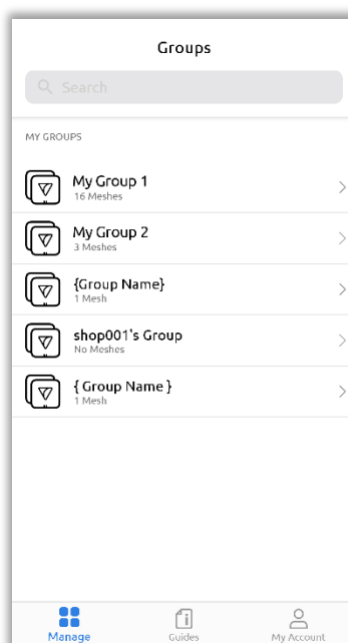 Groups
Search
MY GROUPS
My Group 1
16 Meshes
My Group 2
3 Meshes
{Group Name}
1 Mesh
shop001's Group
No Meshes
{ Group Name }
1 Mesh
Manage
Guides
My Account